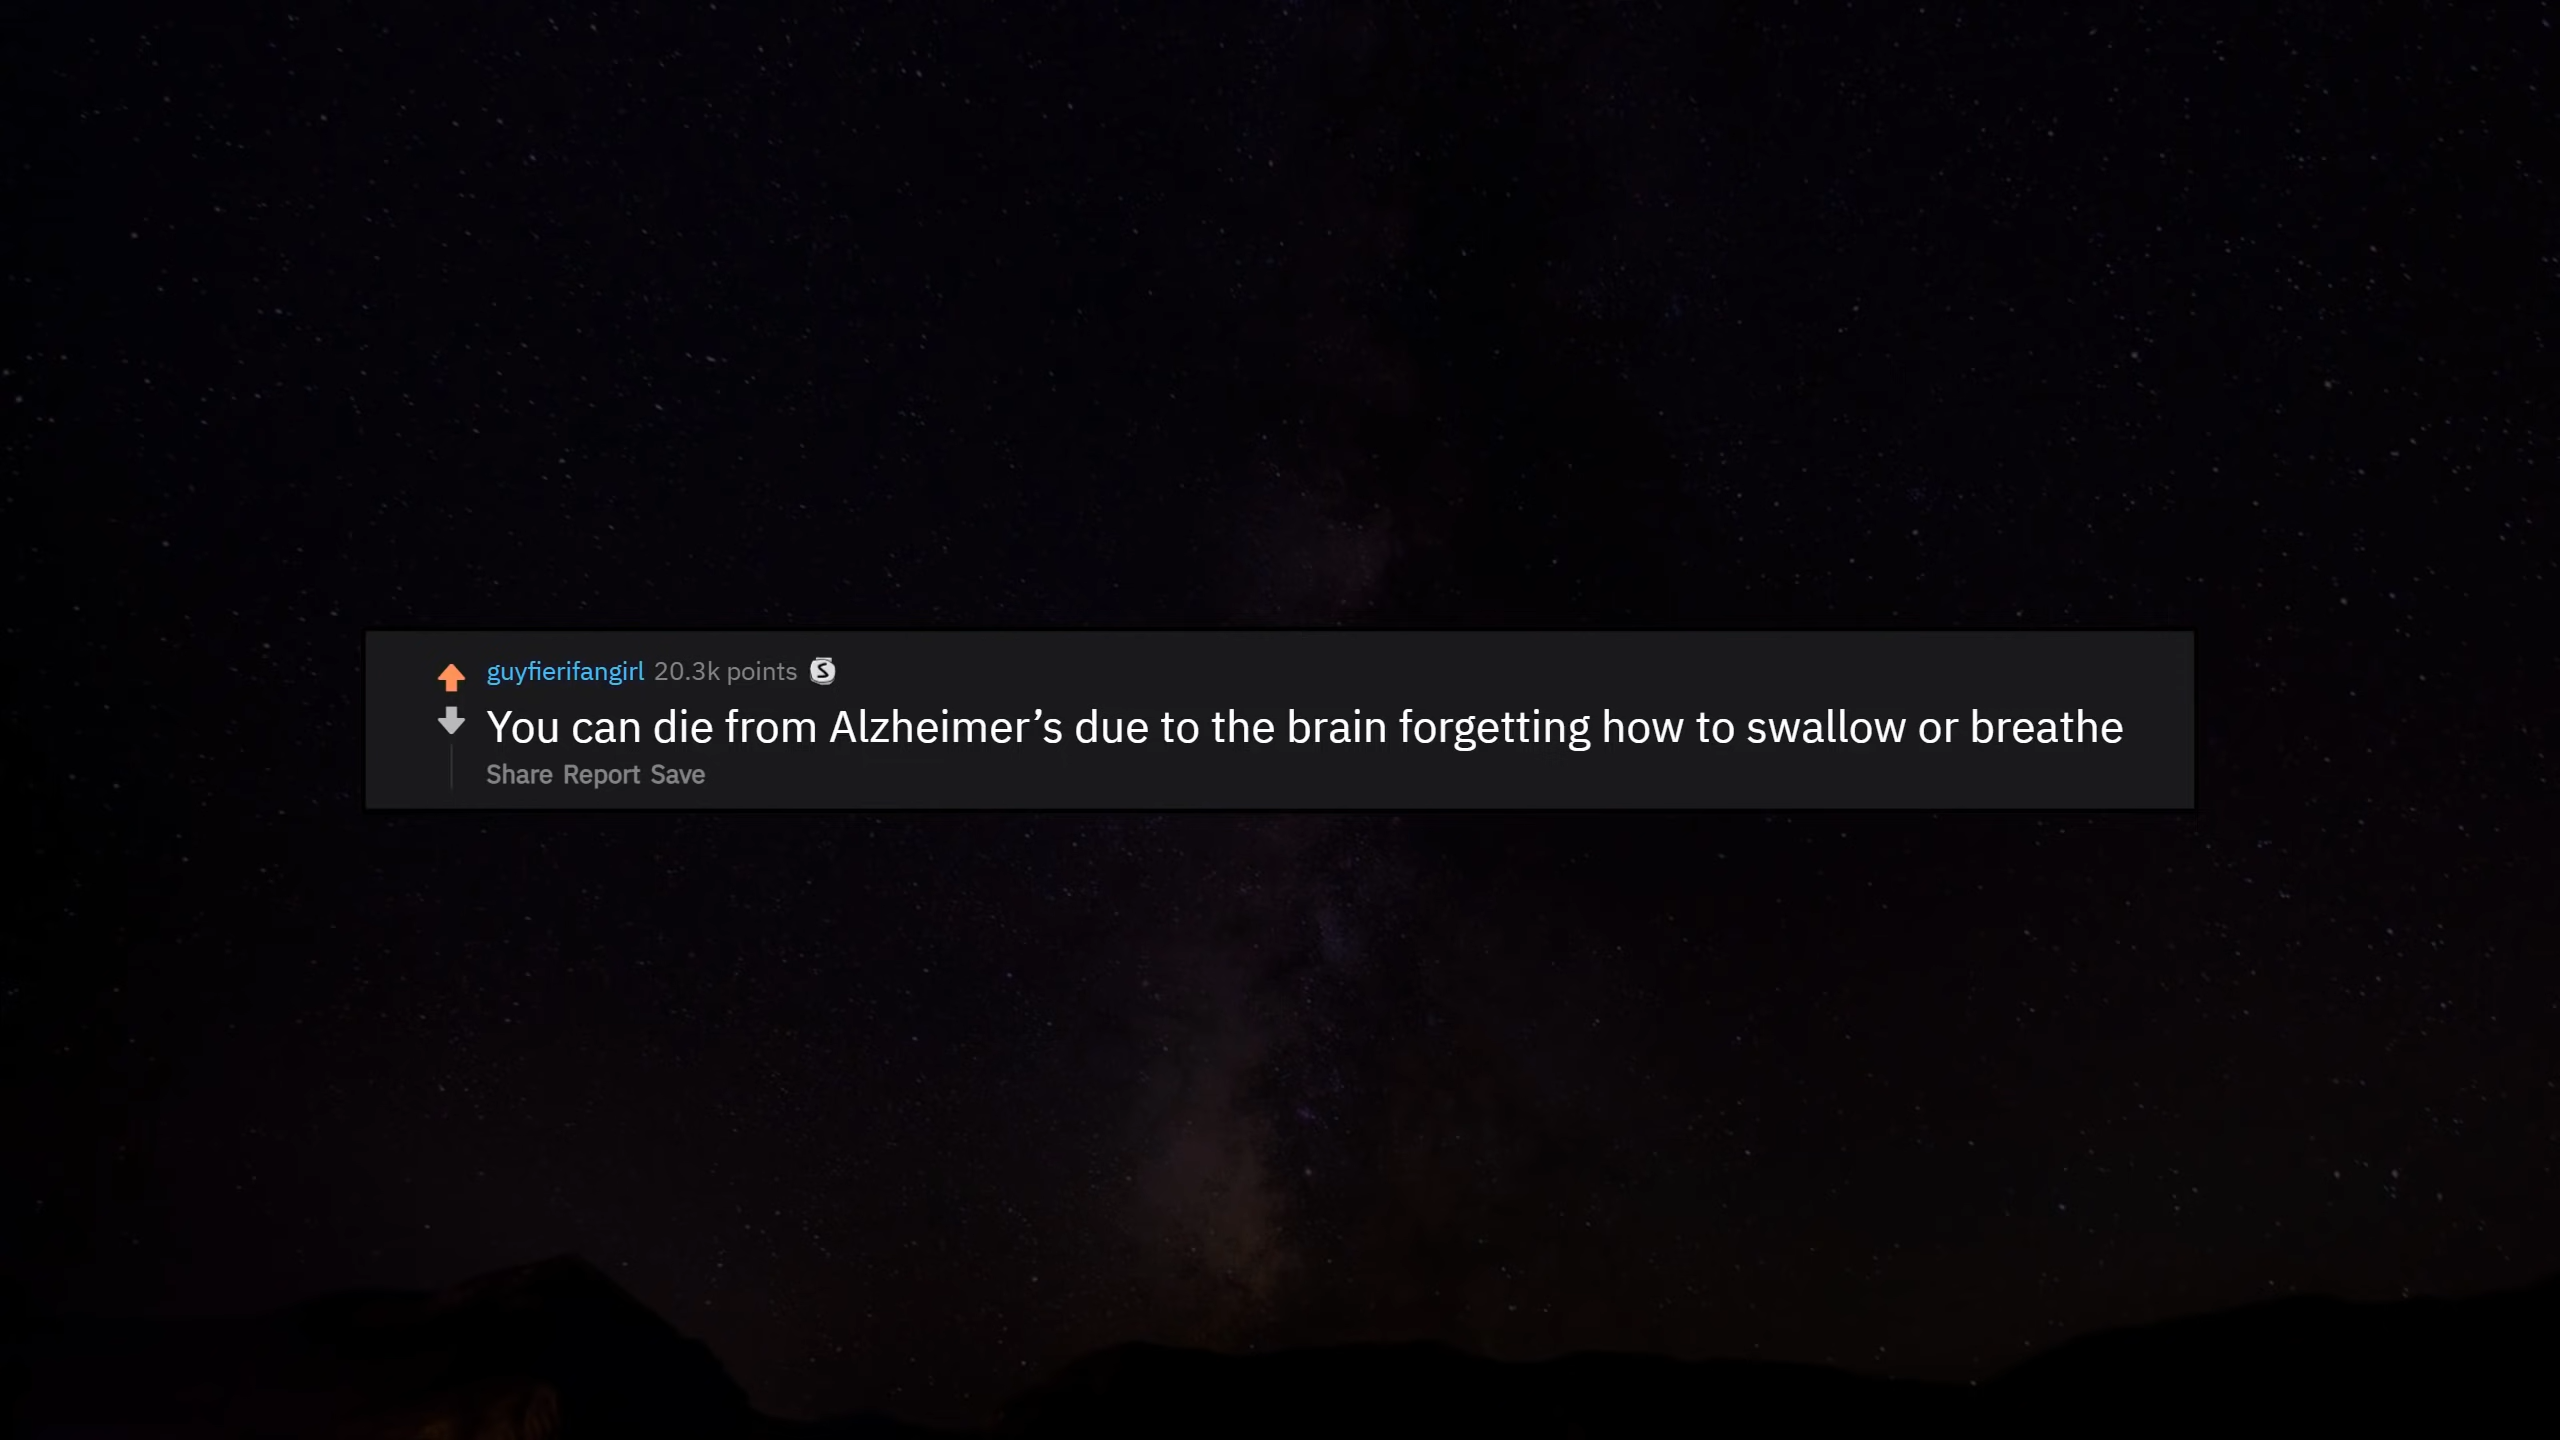 guyfierifangirl 20.3k points S
You can die from Alzheimer’s due to the brain forgetting how to swallow or breathe
Share Report Save